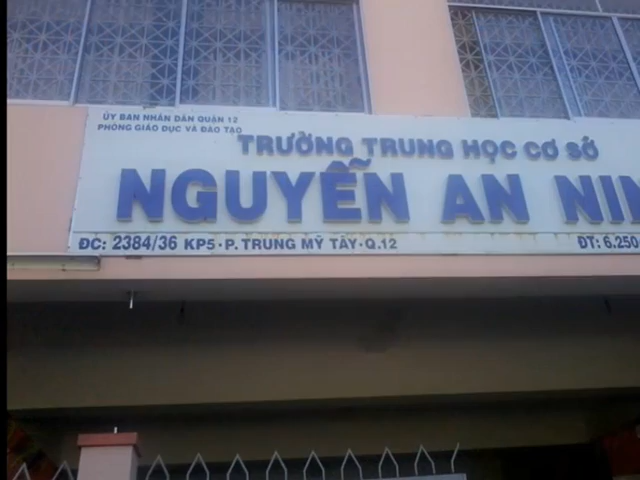 ỦY BAN NHÂN DÂN QUẬN 12
PHÒNG GIÁO DỤC VÀ ĐÀO TẠO
TRƯỜNG TRUNG HỌC CƠ SỞ
NGUYỄN AN NIN
ĐC: 2384/36 KP5 · P. TRUNG MỸ TÂY · Q.12 ĐT: 6.250